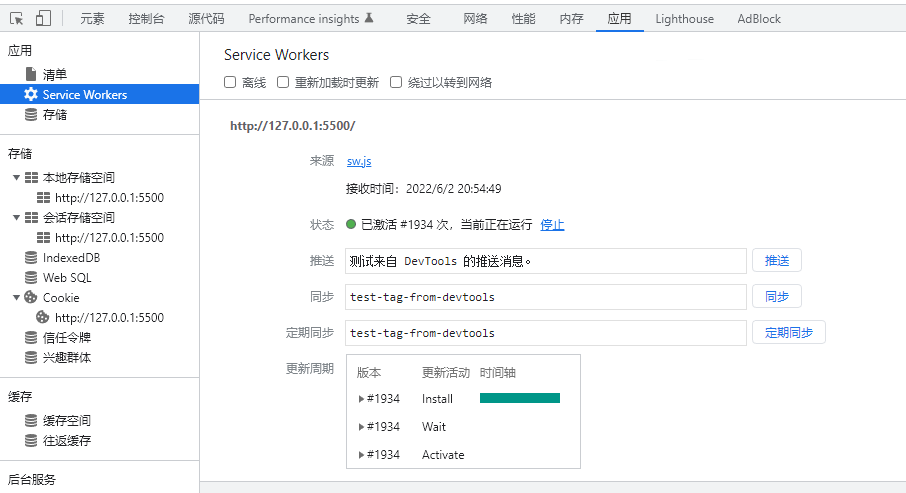 元素 控制台 源代码 Performance insights 安全 网络 性能 内存 应用 Lighthouse AdBlock
应用
清单
Service Workers
存储
存储
本地存储空间
http://127.0.0.1:5500
会话存储空间
http://127.0.0.1:5500
IndexedDB
Web SQL
Cookie
http://127.0.0.1:5500
信任令牌
兴趣群体
缓存
缓存空间
往返缓存
后台服务
Service Workers
离线 重新加载时更新 绕过以转到网络
http://127.0.0.1:5500/
来源 sw.js
接收时间：2022/6/2 20:54:49
状态 已激活 #1934 次，当前正在运行 停止
推送 测试来自 DevTools 的推送消息。 推送
同步 test-tag-from-devtools 同步
定期同步 test-tag-from-devtools 定期同步
更新周期 版本 更新活动 时间轴
#1934 Install
#1934 Wait
#1934 Activate